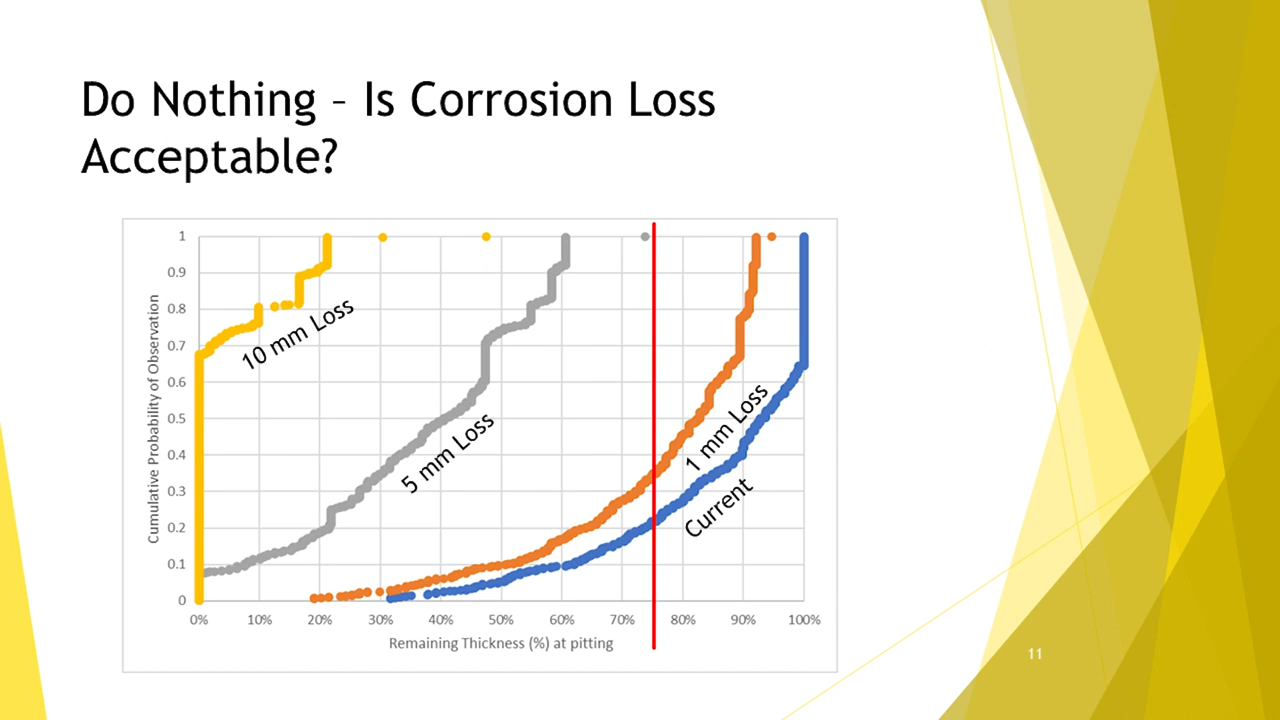 Do Nothing – Is Corrosion Loss
Acceptable?
1
0.9
0.8
0.7
0.6
0.5
0.4
0.3
0.2
0.1
0
Cumulative Probability of Observation
10 mm Loss
5 mm Loss
1 mm Loss
Current
0% 10% 20% 30% 40% 50% 60% 70% 80% 90% 100%
Remaining Thickness (%) at pitting
11